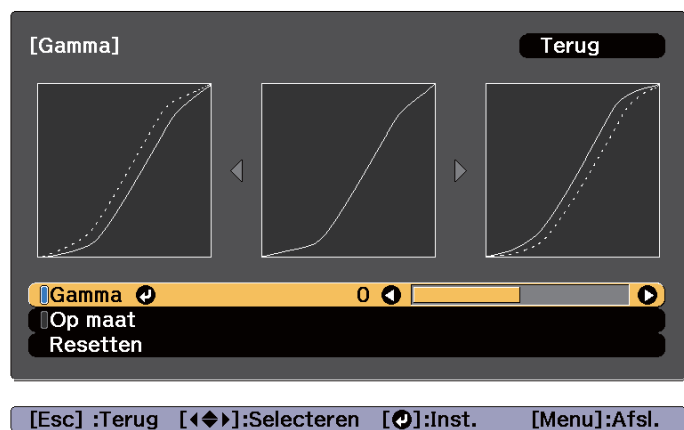 [Gamma] Terug
Gamma 0
Op maat
Resetten
[Esc] :Terug []:Selecteren []:Inst. [Menu]:Afsl.